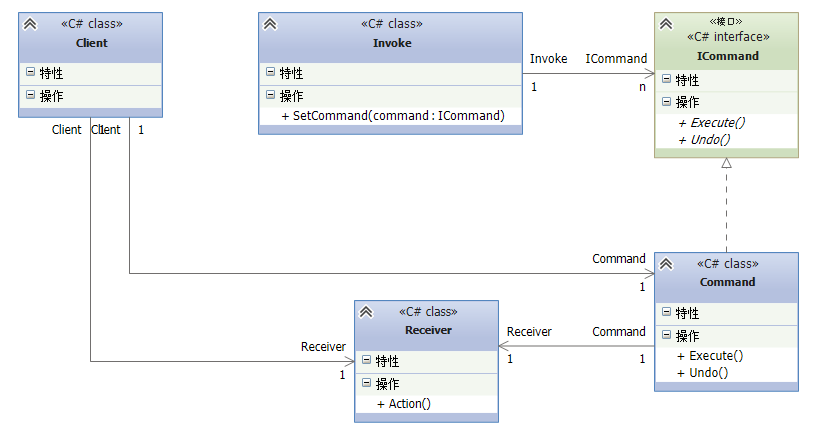 «C# class»
Client
特性
操作
«C# class»
Invoke
特性
操作
+ SetCommand(command : ICommand)
«接口»
«C# interface»
ICommand
特性
操作
+ Execute()
+ Undo()
Invoke
ICommand
1
n
Client
1
Client
1
Command
1
«C# class»
Command
特性
操作
+ Execute()
+ Undo()
«C# class»
Receiver
特性
操作
+ Action()
Receiver
1
Receiver
Command
1
1